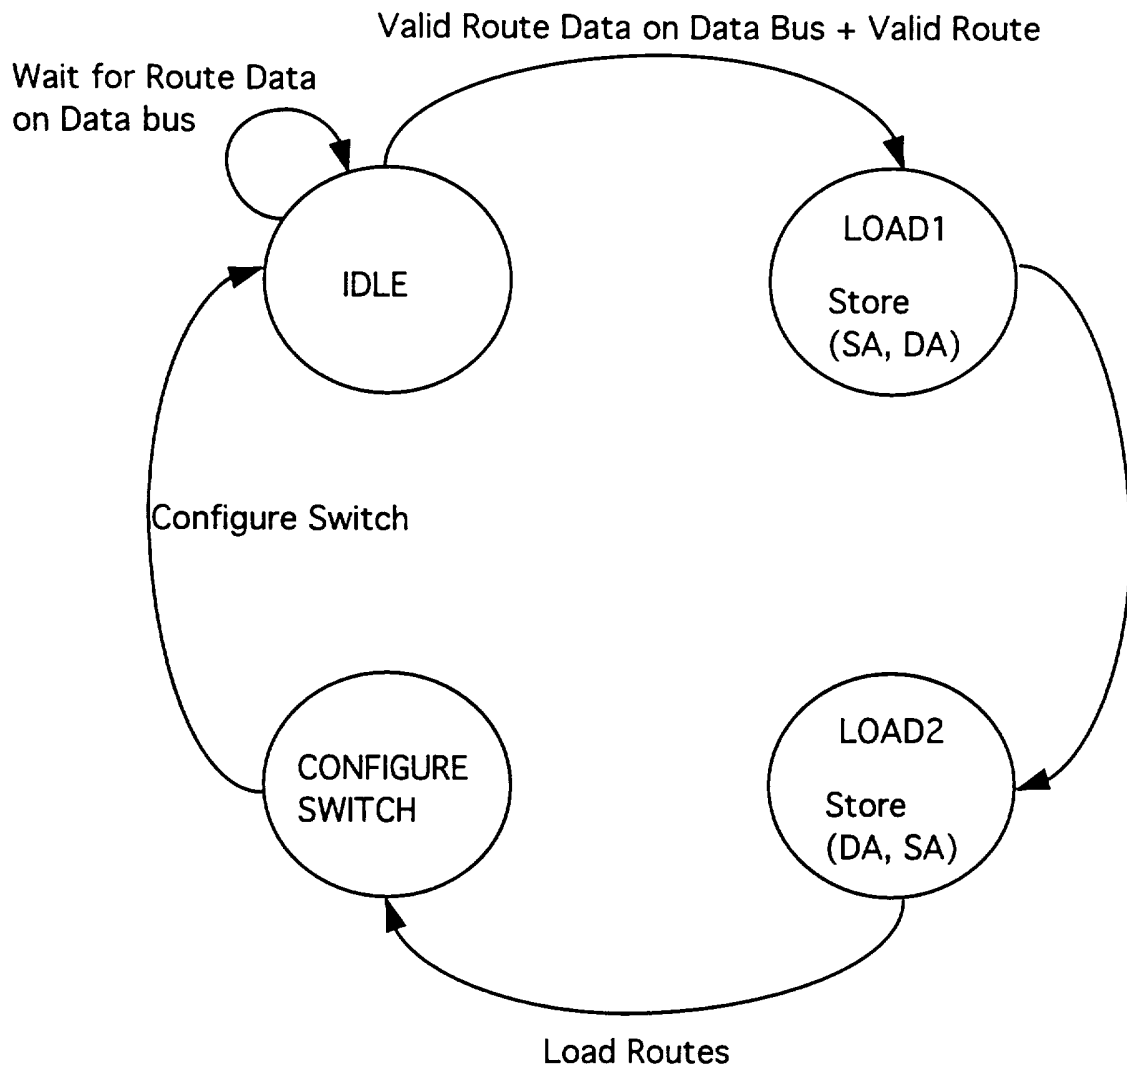 Valid Route Data on Data Bus + Valid Route
Wait for Route Data
on Data bus
IDLE
LOAD1
Store
(SA, DA)
Configure Switch
CONFIGURE
SWITCH
LOAD2
Store
(DA, SA)
Load Routes